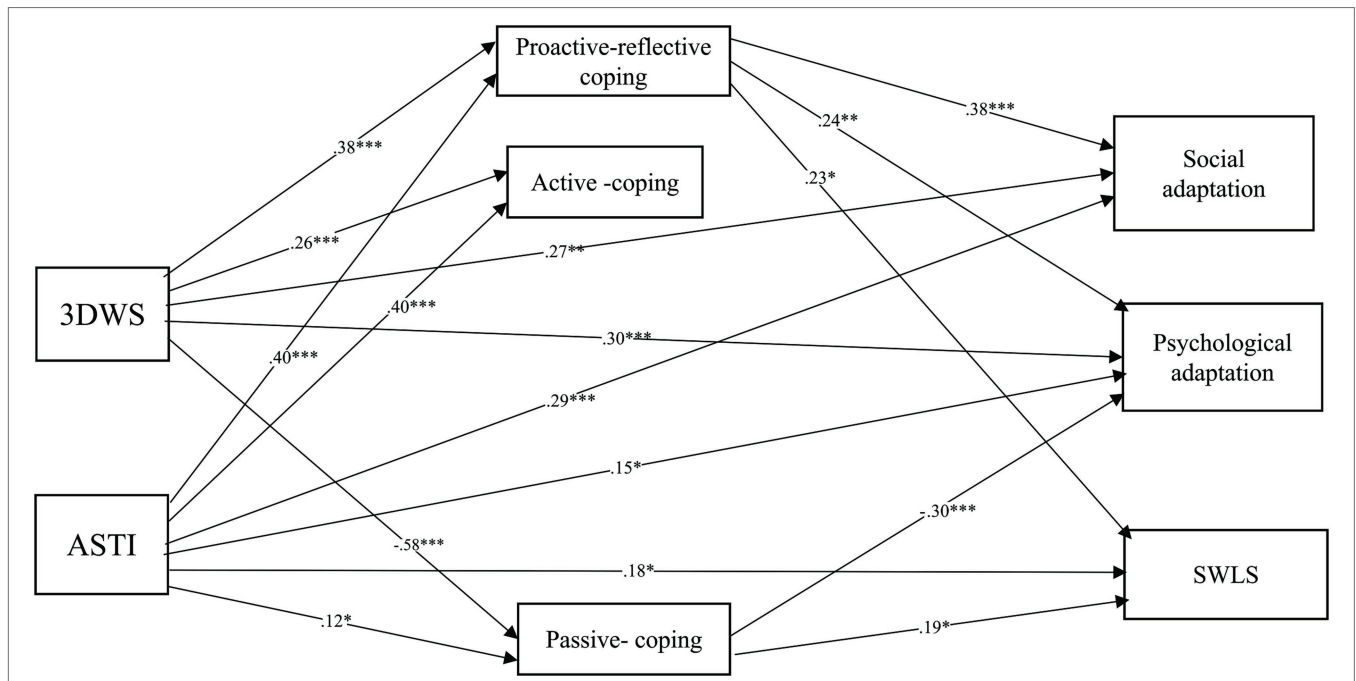 Proactive-reflective
coping
.38***
.24**
.38***
Active -coping
Social
adaptation
.23*
.26***
.27**
3DWS
.40***
.30***
.40***
Psychological
adaptation
.29***
.15*
-.30***
ASTI
-.58***
.18*
SWLS
.12*
Passive- coping
.19*